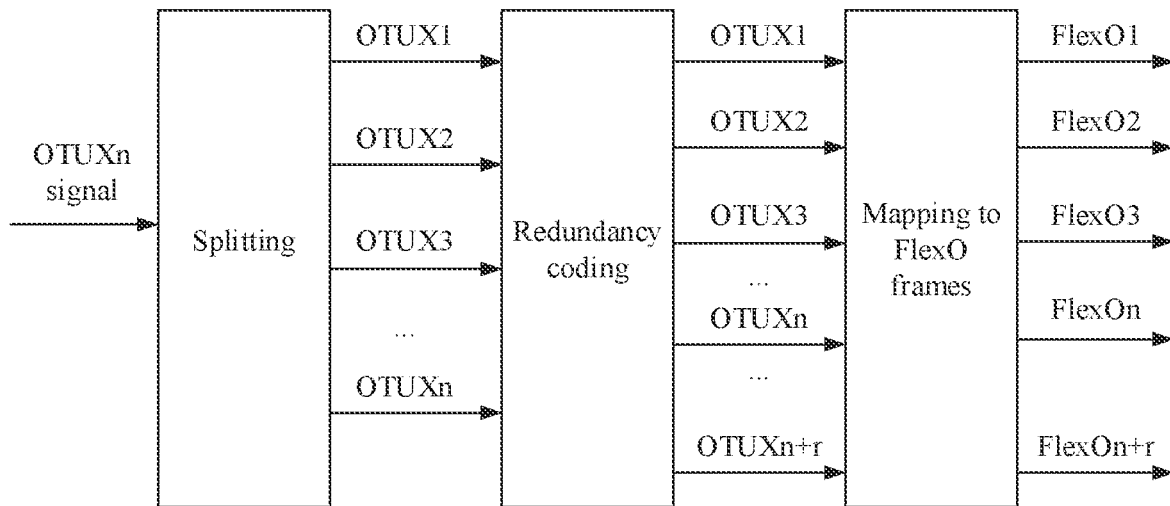 OTUXn
signal
Splitting
OTUX1
OTUX2
OTUX3
...
OTUXn
Redundancy
coding
OTUX1
OTUX2
OTUX3
...
OTUXn
...
OTUXn+r
Mapping to
FlexO
frames
FlexO1
FlexO2
FlexO3
FlexOn
FlexOn+r